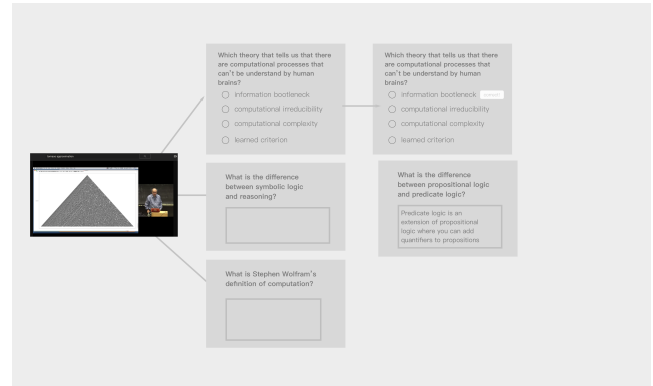 Which theory that tells us that there
are computational processes that
can't be understand by human
brains?
information bottleneck
computational irreducibility
computational complexity
learned criterion
Which theory that tells us that there
are computational processes that
can't be understand by human
brains?
information bottleneck
computational irreducibility
computational complexity
learned criterion
What is the difference
between symbolic logic
and reasoning?
What is the difference
between propositional logic
and predicate logic?
Predicate logic is an
extension of propositional
logic where you can add
quantifiers to propositions
What is Stephen Wolfram's
definition of computation?